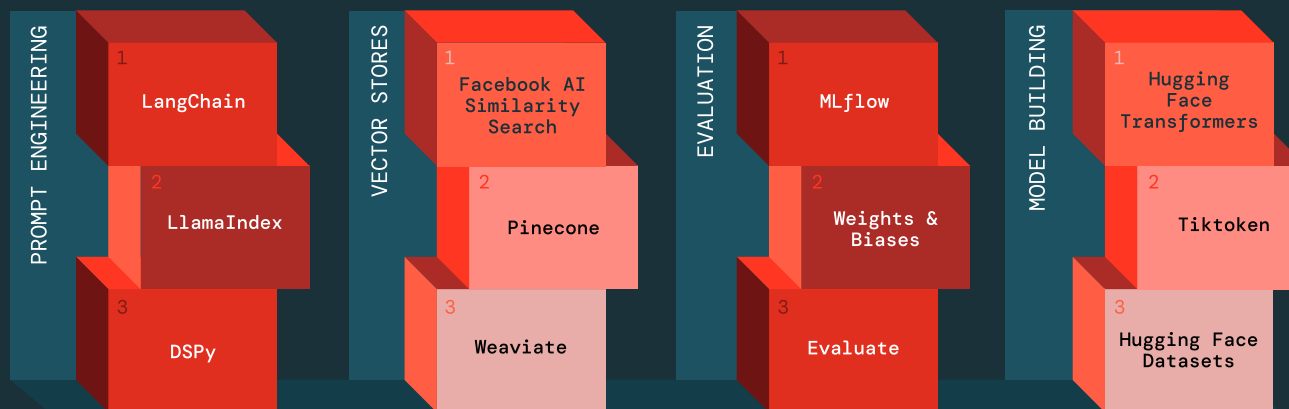 PROMPT ENGINEERING
1
LangChain
2
LlamaIndex
3
DSPy
VECTOR STORES
1
Facebook AI
Similarity
Search
2
Pinecone
3
Weaviate
EVALUATION
1
MLflow
2
Weights &
Biases
3
Evaluate
MODEL BUILDING
1
Hugging
Face
Transformers
2
Tiktoken
3
Hugging Face
Datasets